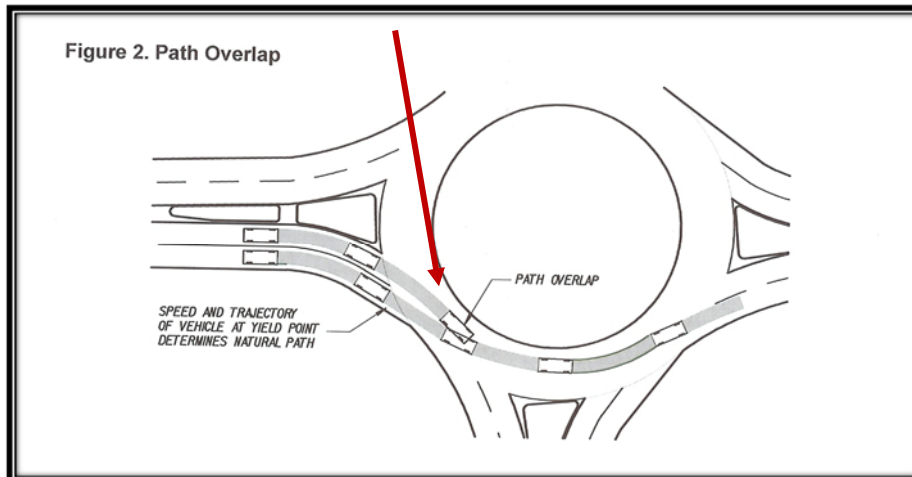 Figure 2. Path Overlap
PATH OVERLAP
SPEED AND TRAJECTORY
OF VEHICLE AT YIELD POINT
DETERMINES NATURAL PATH